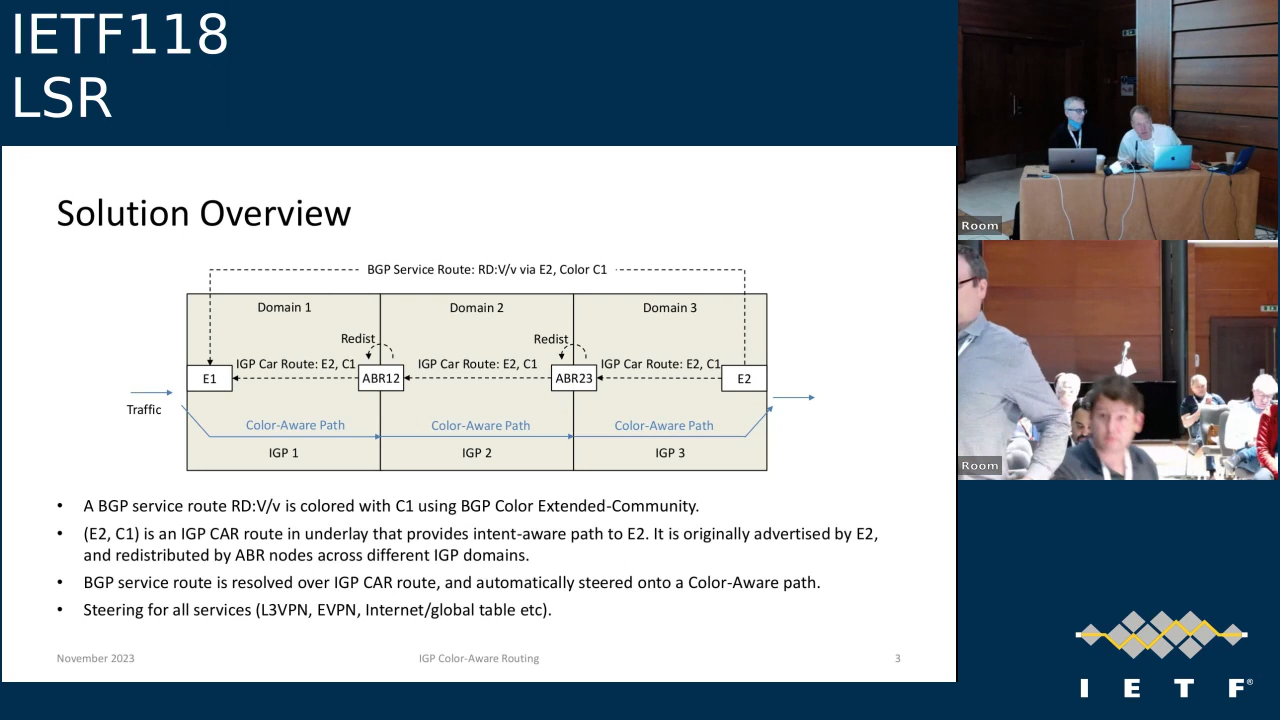 IETF118
LSR
Solution Overview
BGP Service Route: RD:V/v via E2, Color C1
Domain 1
Domain 2
Domain 3
Redist
Redist
IGP Car Route: E2, C1
IGP Car Route: E2, C1
IGP Car Route: E2, C1
E1
ABR12
ABR23
E2
Traffic
Color-Aware Path
Color-Aware Path
Color-Aware Path
IGP 1
IGP 2
IGP 3
• A BGP service route RD:V/v is colored with C1 using BGP Color Extended-Community.
• (E2, C1) is an IGP CAR route in underlay that provides intent-aware path to E2. It is originally advertised by E2,
and redistributed by ABR nodes across different IGP domains.
• BGP service route is resolved over IGP CAR route, and automatically steered onto a Color-Aware path.
• Steering for all services (L3VPN, EVPN, Internet/global table etc).
November 2023
IGP Color-Aware Routing
3
Room
Room
I E T F®